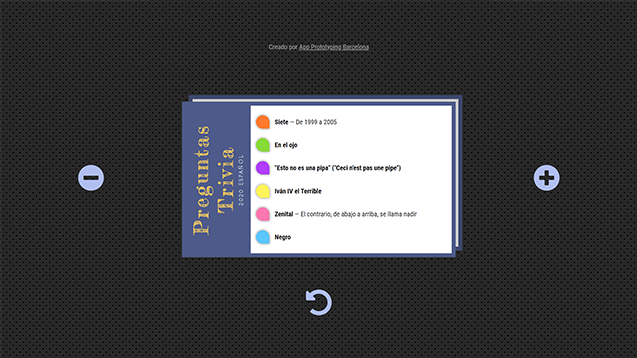 Creado por App Prototyping Barcelona
Preguntas
Trivia
2020 ESPAÑOL
Siete — De 1999 a 2005
En el ojo
"Esto no es una pipa" ("Ceci n'est pas une pipe")
Iván IV el Terrible
Zenital — El contrario, de abajo a arriba, se llama nadir
Negro